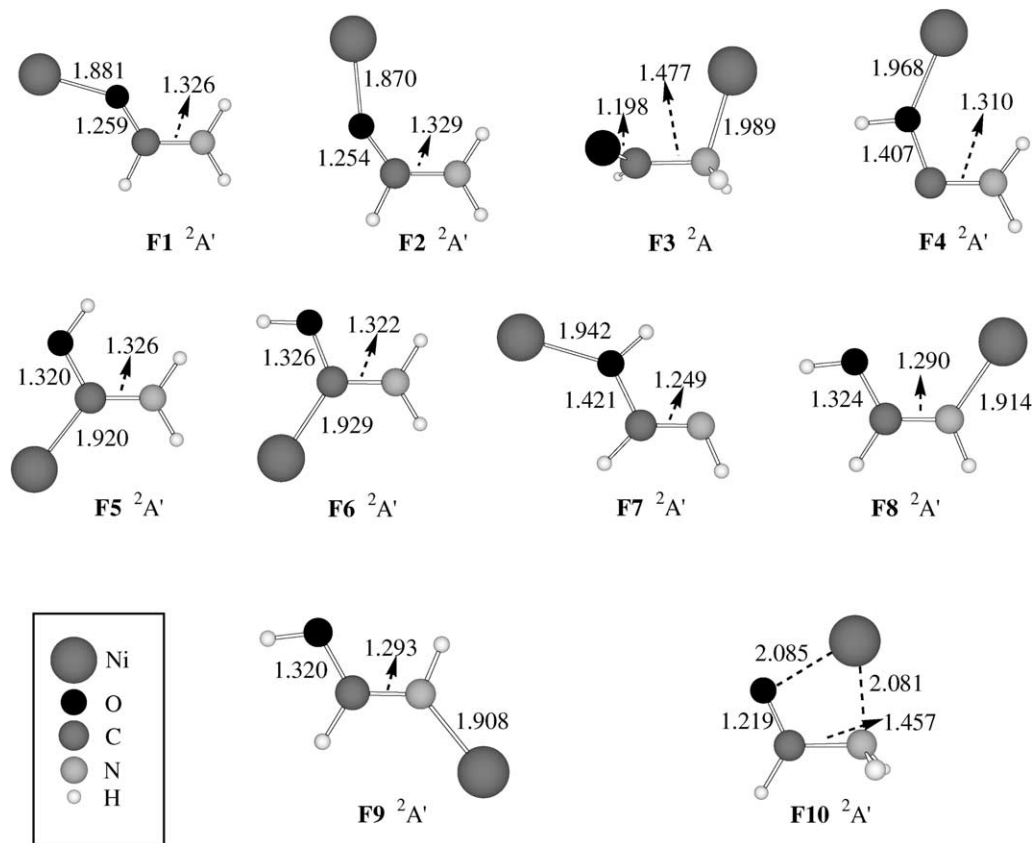 1.881
1.326
1.259
F1 ²A'
1.870
1.329
1.254
F2 ²A'
1.477
1.198
1.989
F3 ²A
1.968
1.310
1.407
F4 ²A'
1.326
1.320
1.920
F5 ²A'
1.322
1.326
1.929
F6 ²A'
1.942
1.249
1.421
F7 ²A'
1.290
1.324
1.914
F8 ²A'
Ni
O
C
N
H
1.293
1.320
1.908
F9 ²A'
2.085
2.081
1.219
1.457
F10 ²A'